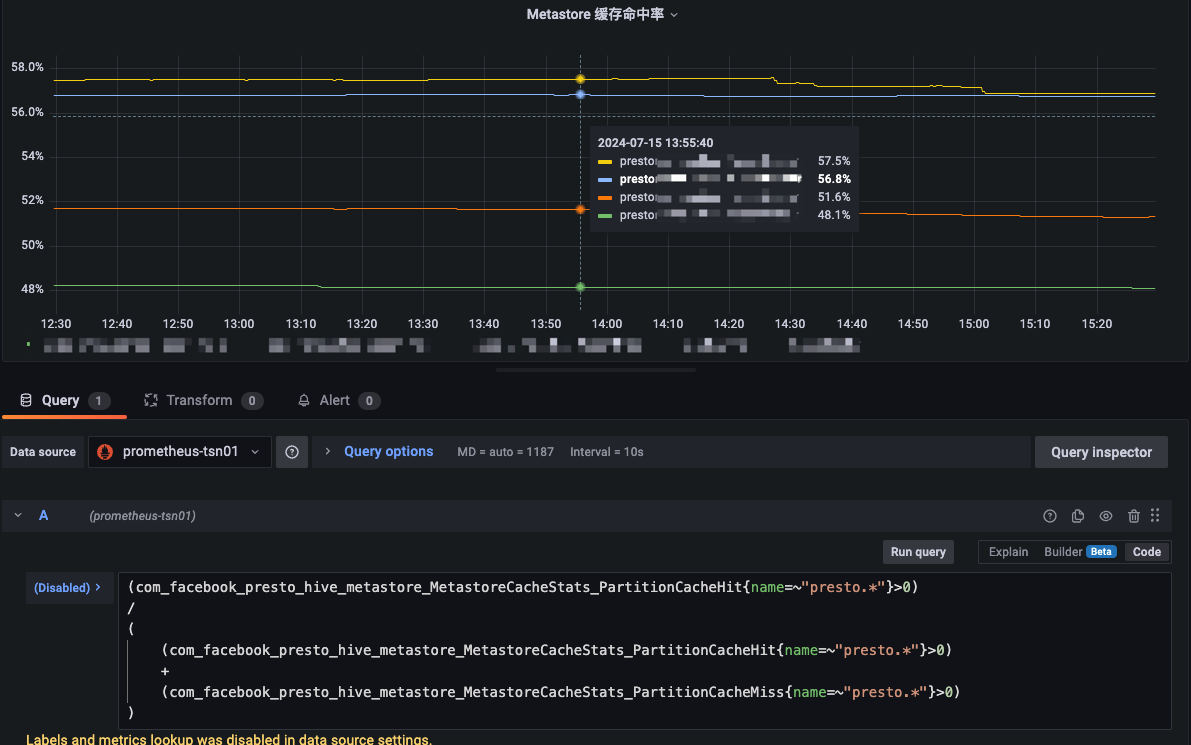 Metastore 缓存命中率
58.0%
56.0%
54%
52%
50%
48%
2024-07-15 13:55:40
presto 57.5%
presto 56.8%
presto 51.6%
presto 48.1%
12:30 12:40 12:50 13:00 13:10 13:20 13:30 13:40 13:50 14:00 14:10 14:20 14:30 14:40 14:50 15:00 15:10 15:20
Query 1 Transform 0 Alert 0
Data source prometheus-tsn01 Query options MD = auto = 1187 Interval = 10s Query inspector
A (prometheus-tsn01)
Run query Explain Builder Beta Code
(Disabled) > (com_facebook_presto_hive_metastore_MetastoreCacheStats_PartitionCacheHit{name=~"presto.*"}>0)
/
(
(com_facebook_presto_hive_metastore_MetastoreCacheStats_PartitionCacheHit{name=~"presto.*"}>0)
+
(com_facebook_presto_hive_metastore_MetastoreCacheStats_PartitionCacheMiss{name=~"presto.*"}>0)
)
Labels and metrics lookup was disabled in data source settings.